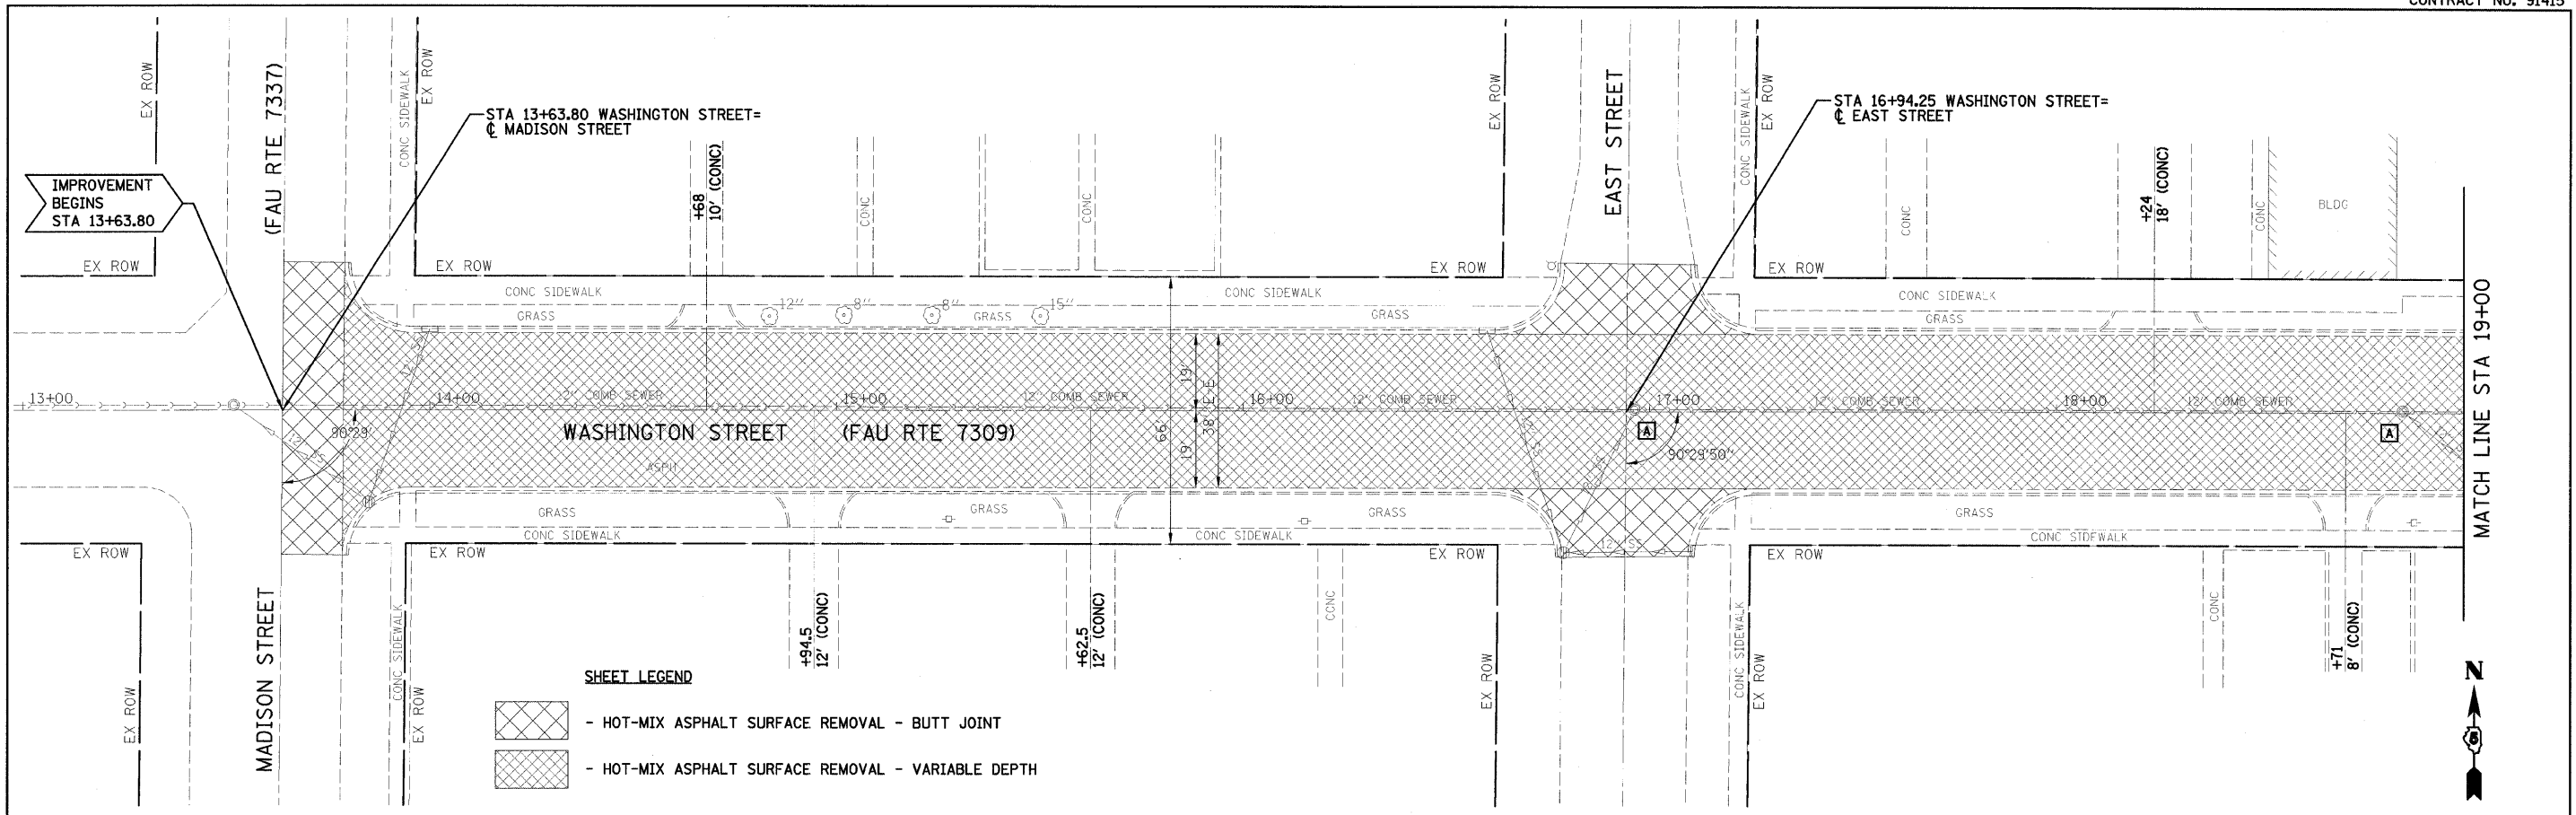 CONTRACT NO. 91415
EX ROW
(FAU RTE 7337)
CONC SIDEWALK
EX ROW
STA 13+63.80 WASHINGTON STREET=
℄ MADISON STREET
IMPROVEMENT
BEGINS
STA 13+63.80
+68
10' (CONC)
CONC
CONC
EX ROW
EAST STREET
CONC SIDEWALK
EX ROW
STA 16+94.25 WASHINGTON STREET=
℄ EAST STREET
CONC
+24
18' (CONC)
CONC
BLDG
EX ROW
EX ROW
EX ROW
EX ROW
CONC SIDEWALK
CONC SIDEWALK
CONC SIDEWALK
GRASS
12"
8"
8"
GRASS
15"
GRASS
GRASS
MATCH LINE STA 19+00
12" SS
19'
38' E-E
13+00
14+00
12" COMB SEWER
15+00
12" COMB SEWER
16+00
12" COMB SEWER
17+00
12" COMB SEWER
18+00
12" COMB SEWER
90°29'
WASHINGTON STREET (FAU RTE 7309)
66'
19'
A
A
12" SS
12" SS
90°29'50"
ASPH
GRASS
GRASS
GRASS
GRASS
CONC SIDEWALK
CONC SIDEWALK
CONC SIDEWALK
12" SS
EX ROW
EX ROW
EX ROW
EX ROW
MADISON STREET
CONC SIDEWALK
EX ROW
EX ROW
+94.5
12' (CONC)
+62.5
12' (CONC)
CONC
EX ROW
CONC SIDEWALK
EX ROW
CONC
+71
8' (CONC)
N
5
SHEET LEGEND
- HOT-MIX ASPHALT SURFACE REMOVAL - BUTT JOINT
- HOT-MIX ASPHALT SURFACE REMOVAL - VARIABLE DEPTH